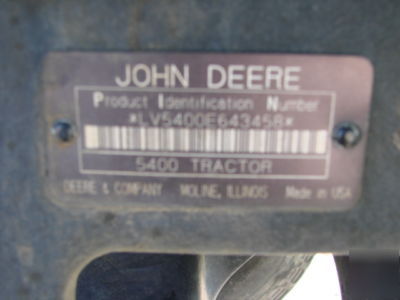 JOHN DEERE
Product Identification Number
*LV5400E643458*
5400 TRACTOR
DEERE & COMPANY MOLINE, ILLINOIS Made in USA